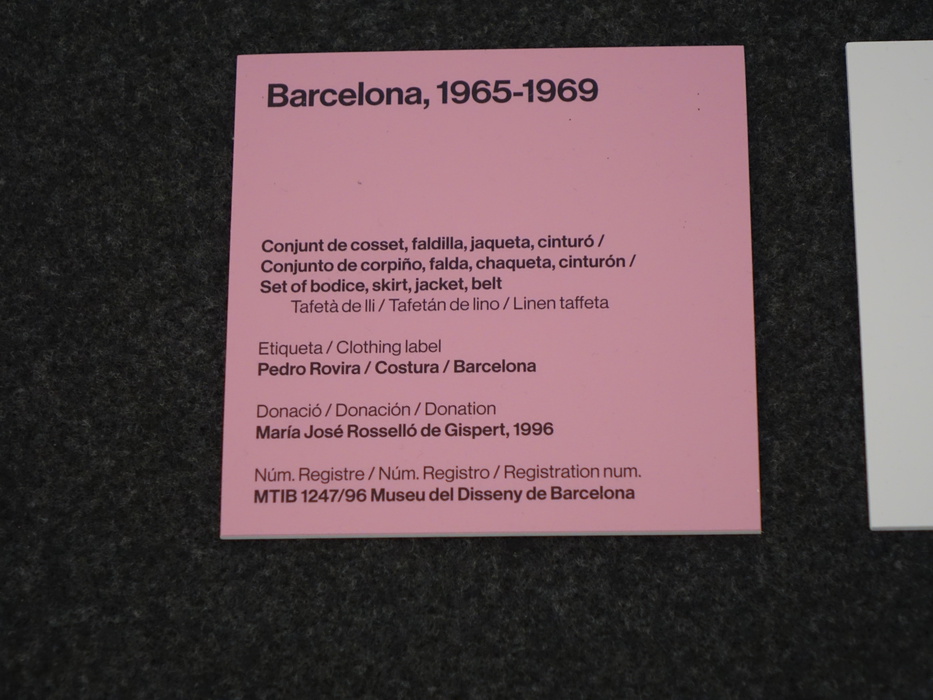 Barcelona, 1965-1969
Conjunt de cosset, faldilla, jaqueta, cinturó /
Conjunto de corpiño, falda, chaqueta, cinturón /
Set of bodice, skirt, jacket, belt
Tafetà de lli / Tafetán de lino / Linen taffeta
Etiqueta / Clothing label
Pedro Rovira / Costura / Barcelona
Donació / Donación / Donation
María José Rosselló de Gispert, 1996
Núm. Registre / Núm. Registro / Registration num.
MTIB 1247/96 Museu del Disseny de Barcelona